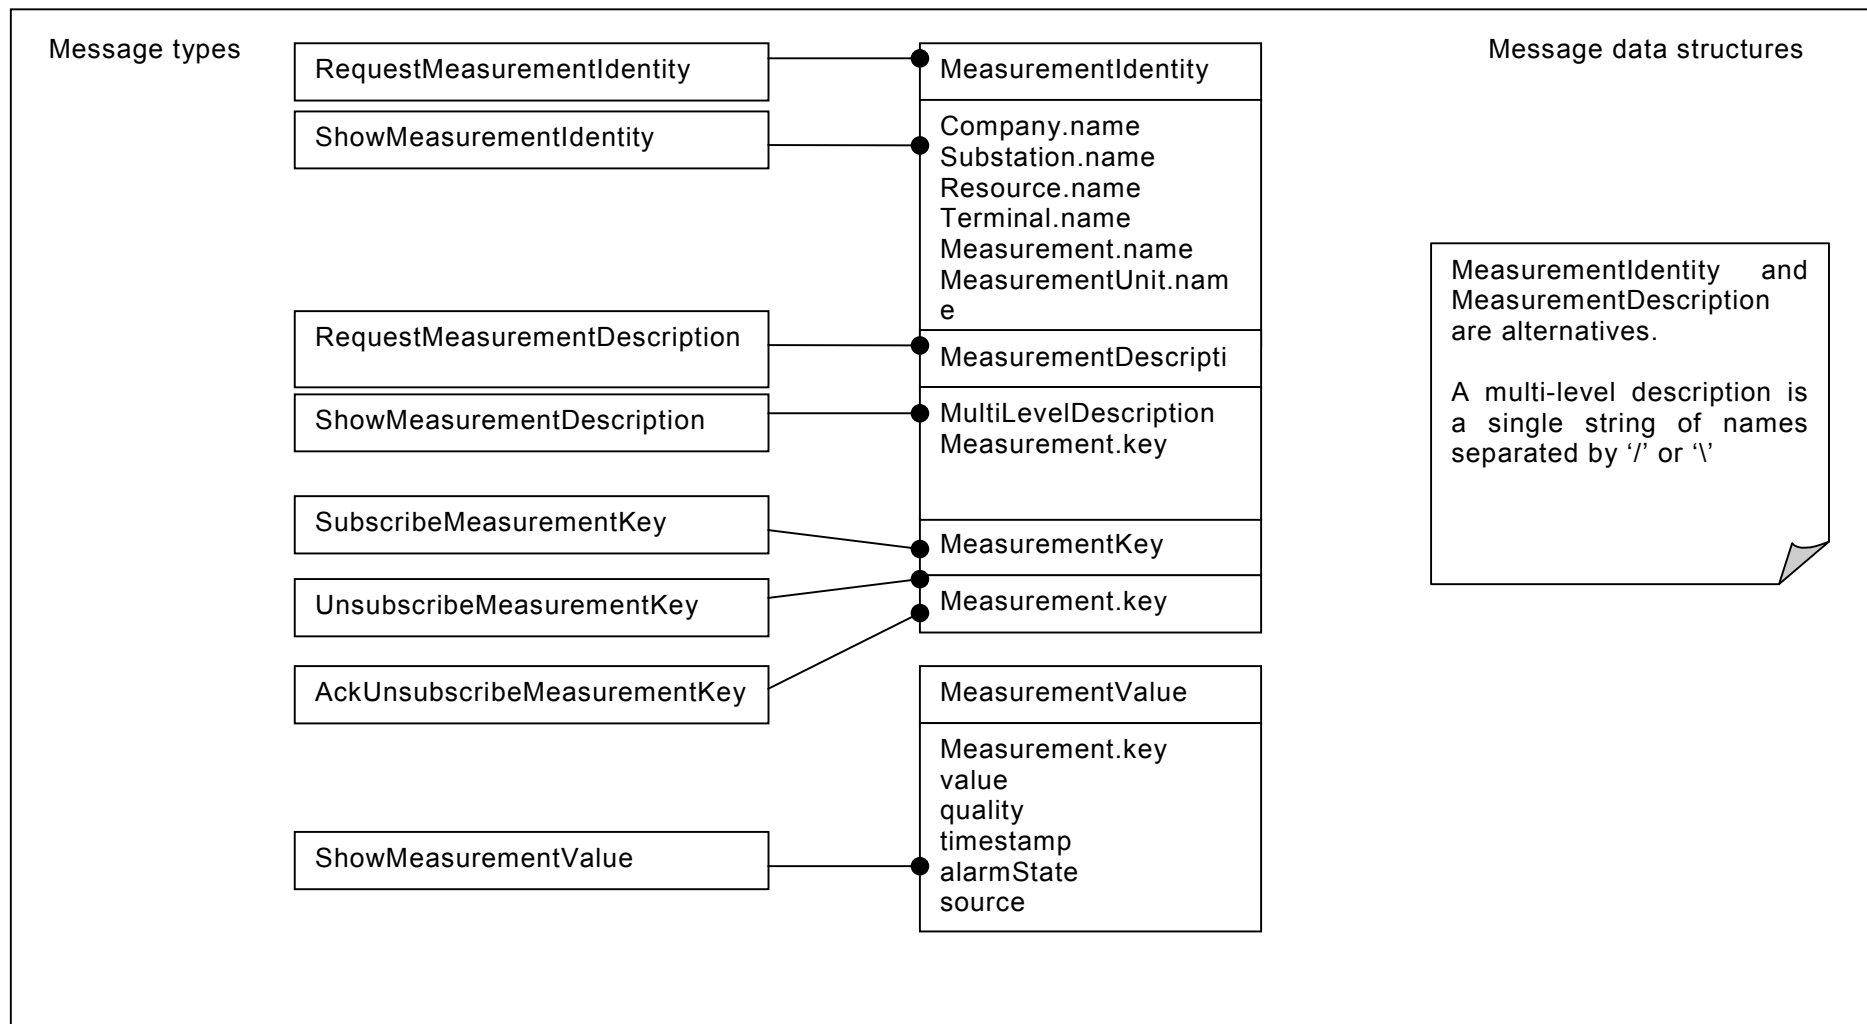 Message types
RequestMeasurementIdentity
ShowMeasurementIdentity
RequestMeasurementDescription
ShowMeasurementDescription
SubscribeMeasurementKey
UnsubscribeMeasurementKey
AckUnsubscribeMeasurementKey
ShowMeasurementValue
MeasurementIdentity
Company.name
Substation.name
Resource.name
Terminal.name
Measurement.name
MeasurementUnit.nam
e
MeasurementDescripti
MultiLevelDescription
Measurement.key
MeasurementKey
Measurement.key
MeasurementValue
Measurement.key
value
quality
timestamp
alarmState
source
Message data structures
MeasurementIdentity and
MeasurementDescription
are alternatives.
A multi-level description is
a single string of names
separated by ‘/’ or ‘\’